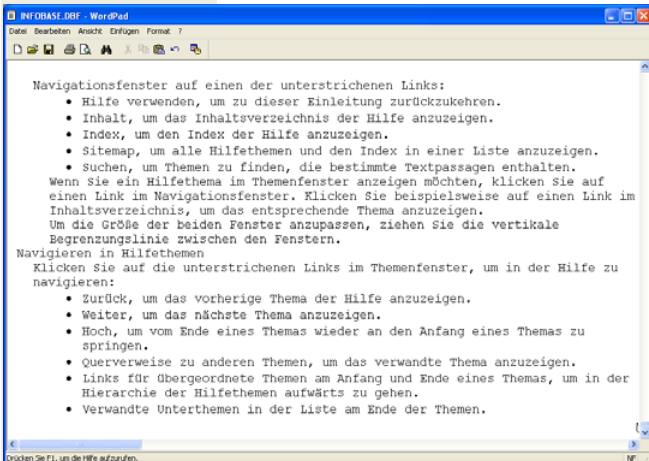 INFOBASE.DBF - WordPad
Datei Bearbeiten Ansicht Einfügen Format ?
Navigationsfenster auf einen der unterstrichenen Links:
• Hilfe verwenden, um zu dieser Einleitung zurückzukehren.
• Inhalt, um das Inhaltsverzeichnis der Hilfe anzuzeigen.
• Index, um den Index der Hilfe anzuzeigen.
• Sitemap, um alle Hilfethemen und den Index in einer Liste anzuzeigen.
• Suchen, um Themen zu finden, die bestimmte Textpassagen enthalten.
Wenn Sie ein Hilfethema im Themenfenster anzeigen möchten, klicken Sie auf
einen Link im Navigationsfenster. Klicken Sie beispielsweise auf einen Link im
Inhaltsverzeichnis, um das entsprechende Thema anzuzeigen.
Um die Größe der beiden Fenster anzupassen, ziehen Sie die vertikale
Begrenzungslinie zwischen den Fenstern.
Navigieren in Hilfethemen
Klicken Sie auf die unterstrichenen Links im Themenfenster, um in der Hilfe zu
navigieren:
• Zurück, um das vorherige Thema der Hilfe anzuzeigen.
• Weiter, um das nächste Thema anzuzeigen.
• Hoch, um vom Ende eines Themas wieder an den Anfang eines Themas zu
springen.
• Querverweise zu anderen Themen, um das verwandte Thema anzuzeigen.
• Links für übergeordnete Themen am Anfang und Ende eines Themas, um in der
Hierarchie der Hilfethemen aufwärts zu gehen.
• Verwandte Unterthemen in der Liste am Ende der Themen.
Drücken Sie F1, um die Hilfe aufzurufen.
NF